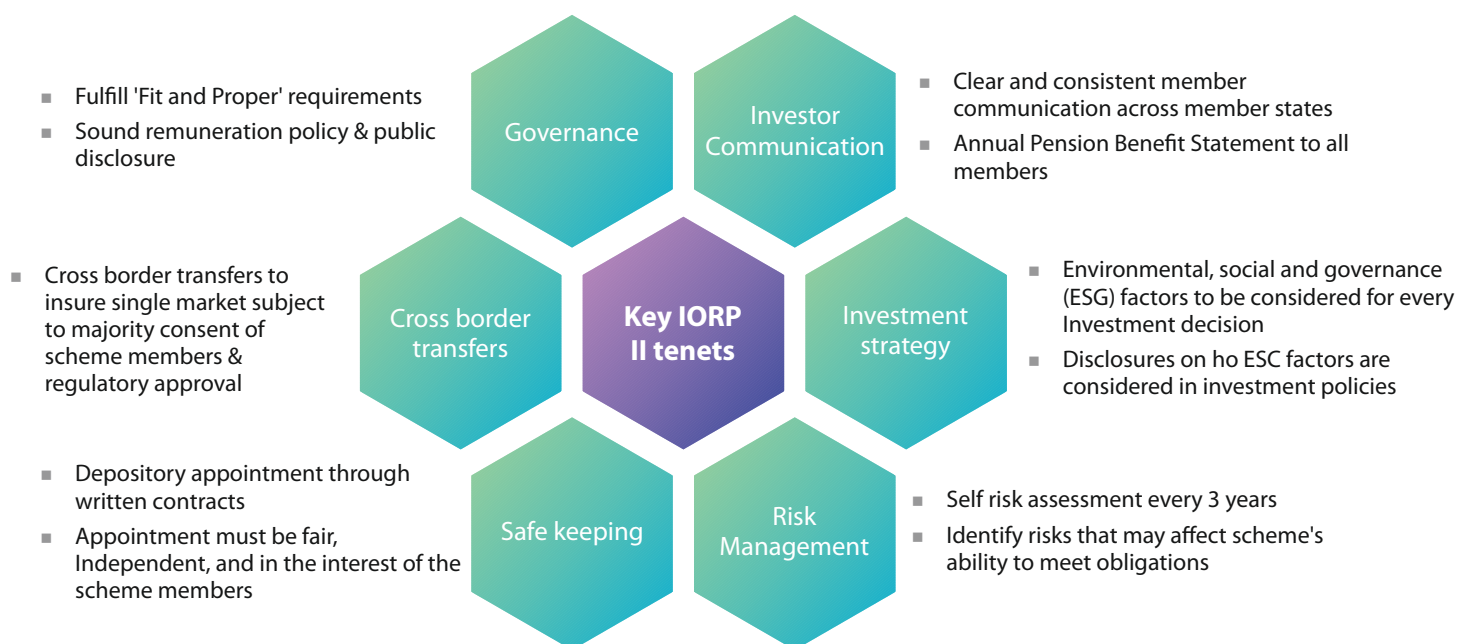 ■ Fulfill 'Fit and Proper' requirements
■ Sound remuneration policy & public
disclosure
Governance
Investor
Communication
■ Clear and consistent member
communication across member states
■ Annual Pension Benefit Statement to all
members
■ Cross border transfers to
insure single market subject
to majority consent of
scheme members &
regulatory approval
Cross border
transfers
Key IORP
II tenets
Investment
strategy
■ Environmental, social and governance
(ESG) factors to be considered for every
Investment decision
■ Disclosures on ho ESC factors are
considered in investment policies
■ Depository appointment through
written contracts
■ Appointment must be fair,
Independent, and in the interest of the
scheme members
Safe keeping
Risk
Management
■ Self risk assessment every 3 years
■ Identify risks that may affect scheme's
ability to meet obligations